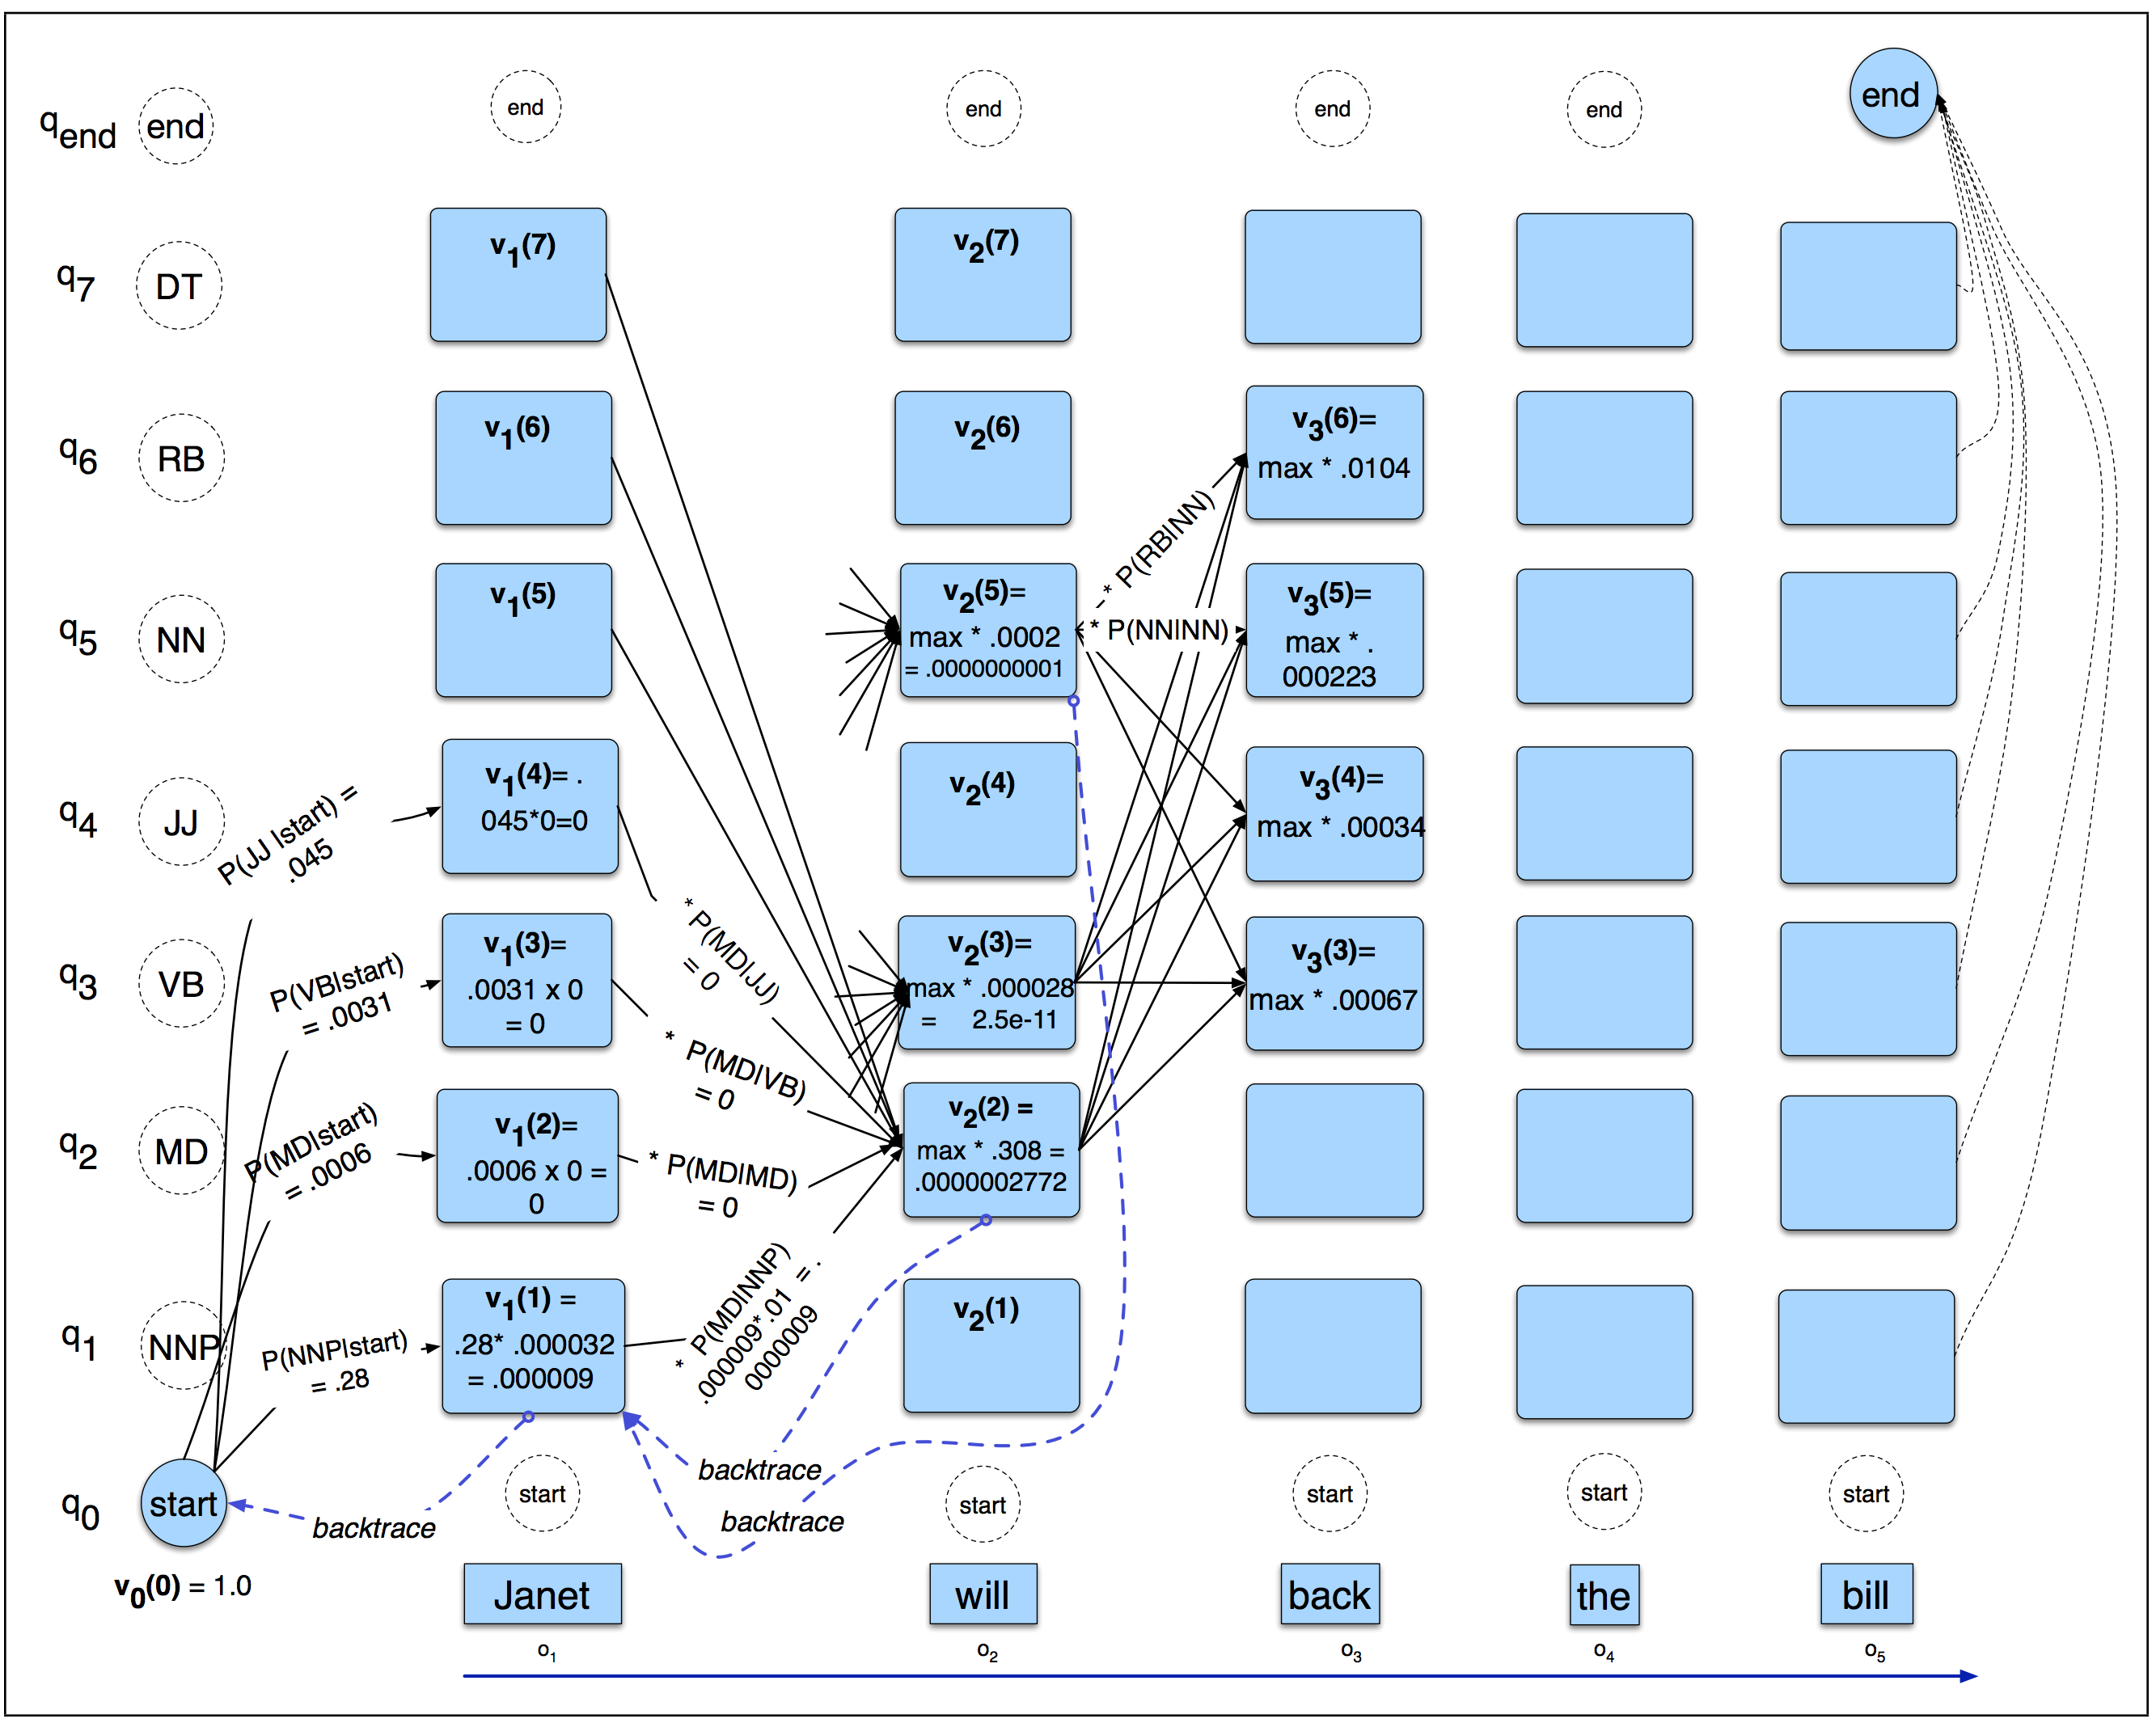 q end
end
end
end
end
end
end
q7
DT
v1(7)
v2(7)
q6
RB
v1(6)
v2(6)
v3(6)=
max * .0104
* P(RB|NN)
q5
NN
v1(5)
v2(5)=
max * .0002
= .0000000001
* P(NN|NN)
v3(5)=
max * .
000223
q4
JJ
P(JJ |start) =
.045
v1(4)= .
045*0=0
* P(MD|JJ)
= 0
v2(4)
v3(4)=
max * .00034
q3
VB
P(VB|start)
= .0031
v1(3)=
.0031 x 0
= 0
* P(MD|VB)
= 0
v2(3)=
max * .000028
= 2.5e-11
v3(3)=
max * .00067
q2
MD
P(MD|start)
= .0006
v1(2)=
.0006 x 0 =
0
* P(MD|MD)
= 0
v2(2) =
max * .308 =
.0000002772
q1
NNP
P(NNP|start)
= .28
v1(1) =
.28* .000032
= .000009
* P(MD|NNP)
.000009*.01 = .
0000009
v2(1)
q0
start
backtrace
start
backtrace
backtrace
start
start
start
start
v0(0) = 1.0
Janet
will
back
the
bill
o1
o2
o3
o4
o5